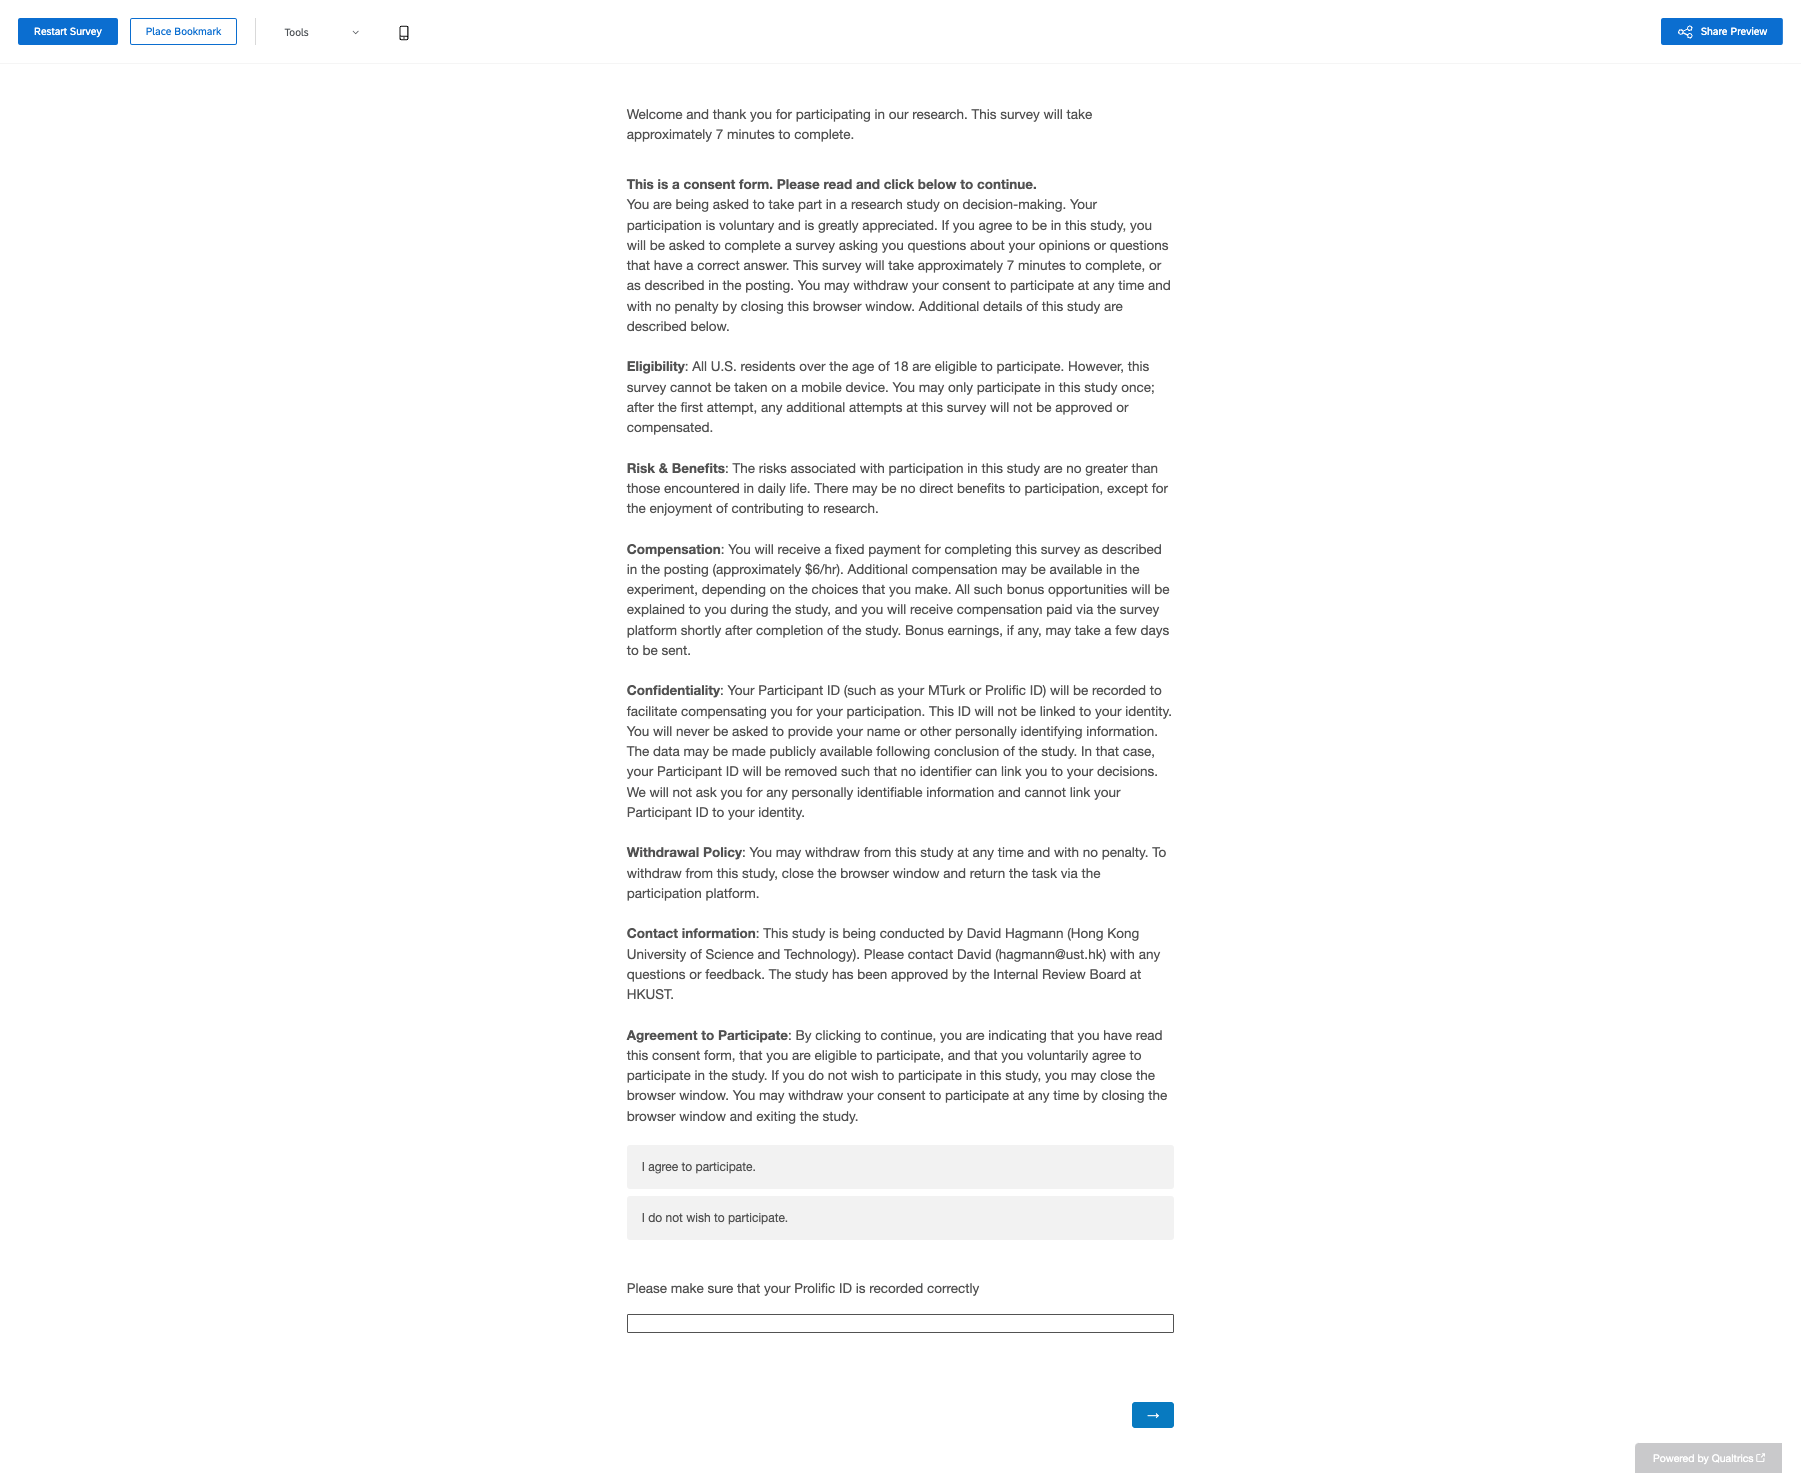 Restart Survey
Place Bookmark
Tools
Share Preview
Welcome and thank you for participating in our research. This survey will take
approximately 7 minutes to complete.
This is a consent form. Please read and click below to continue.
You are being asked to take part in a research study on decision-making. Your
participation is voluntary and is greatly appreciated. If you agree to be in this study, you
will be asked to complete a survey asking you questions about your opinions or questions
that have a correct answer. This survey will take approximately 7 minutes to complete, or
as described in the posting. You may withdraw your consent to participate at any time and
with no penalty by closing this browser window. Additional details of this study are
described below.
Eligibility: All U.S. residents over the age of 18 are eligible to participate. However, this
survey cannot be taken on a mobile device. You may only participate in this study once;
after the first attempt, any additional attempts at this survey will not be approved or
compensated.
Risk & Benefits: The risks associated with participation in this study are no greater than
those encountered in daily life. There may be no direct benefits to participation, except for
the enjoyment of contributing to research.
Compensation: You will receive a fixed payment for completing this survey as described
in the posting (approximately $6/hr). Additional compensation may be available in the
experiment, depending on the choices that you make. All such bonus opportunities will be
explained to you during the study, and you will receive compensation paid via the survey
platform shortly after completion of the study. Bonus earnings, if any, may take a few days
to be sent.
Confidentiality: Your Participant ID (such as your MTurk or Prolific ID) will be recorded to
facilitate compensating you for your participation. This ID will not be linked to your identity.
You will never be asked to provide your name or other personally identifying information.
The data may be made publicly available following conclusion of the study. In that case,
your Participant ID will be removed such that no identifier can link you to your decisions.
We will not ask you for any personally identifiable information and cannot link your
Participant ID to your identity.
Withdrawal Policy: You may withdraw from this study at any time and with no penalty. To
withdraw from this study, close the browser window and return the task via the
participation platform.
Contact information: This study is being conducted by David Hagmann (Hong Kong
University of Science and Technology). Please contact David (hagmann@ust.hk) with any
questions or feedback. The study has been approved by the Internal Review Board at
HKUST.
Agreement to Participate: By clicking to continue, you are indicating that you have read
this consent form, that you are eligible to participate, and that you voluntarily agree to
participate in the study. If you do not wish to participate in this study, you may close the
browser window. You may withdraw your consent to participate at any time by closing the
browser window and exiting the study.
I agree to participate.
I do not wish to participate.
Please make sure that your Prolific ID is recorded correctly
→
Powered by Qualtrics